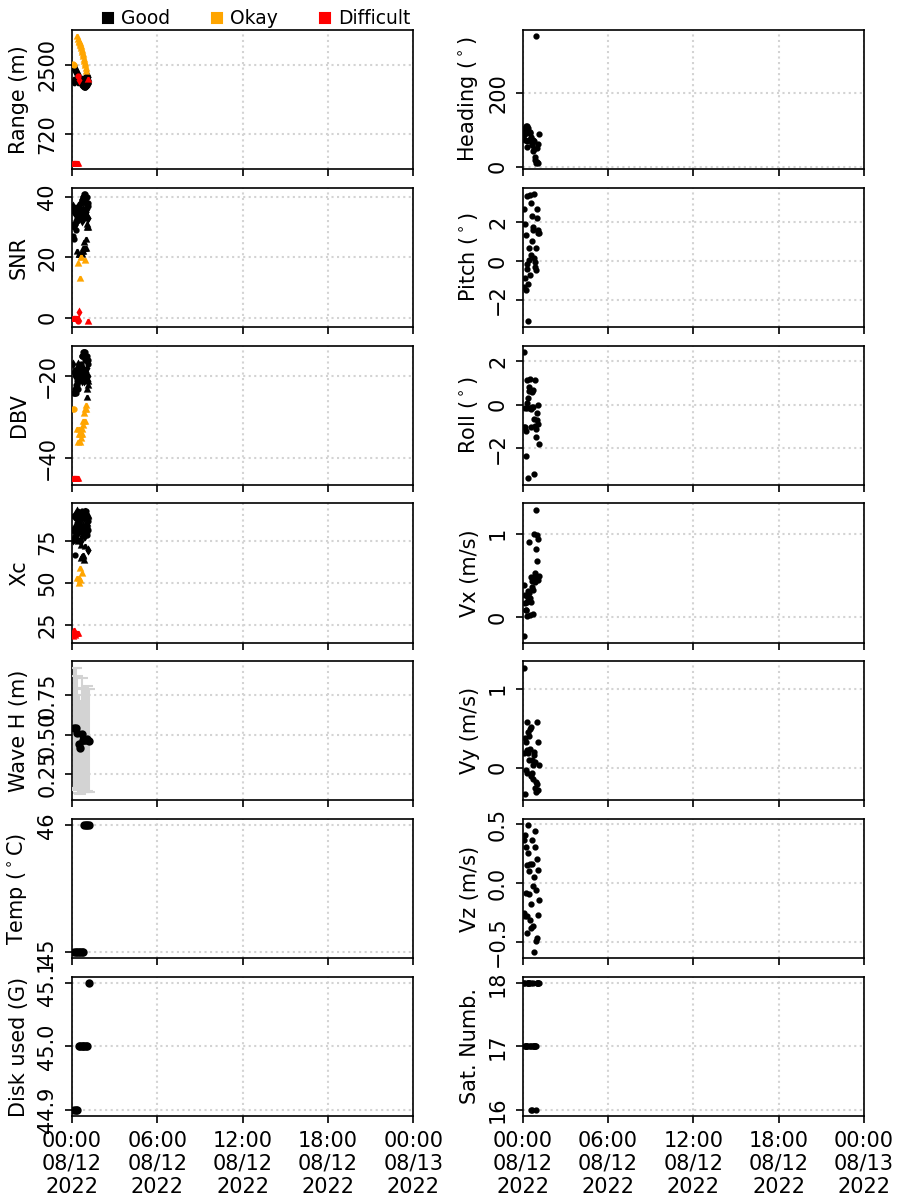 Good Okay Difficult
Range (m)
2500
720
Heading (°)
200
0
SNR
40
20
0
Pitch (°)
2
0
−2
DBV
−20
−40
Roll (°)
2
0
−2
Xc
75
50
25
Vx (m/s)
1
0
Wave H (m)
0.75
0.50
0.25
Vy (m/s)
1
0
Temp (°C)
46
45
Vz (m/s)
0.5
0.0
−0.5
Disk used (G)
45.1
45.0
44.9
Sat. Numb.
18
17
16
00:00 06:00 12:00 18:00 00:00 00:00 06:00 12:00 18:00 00:00
08/12 08/12 08/12 08/12 08/13 08/12 08/12 08/12 08/12 08/13
2022 2022 2022 2022 2022 2022 2022 2022 2022 2022